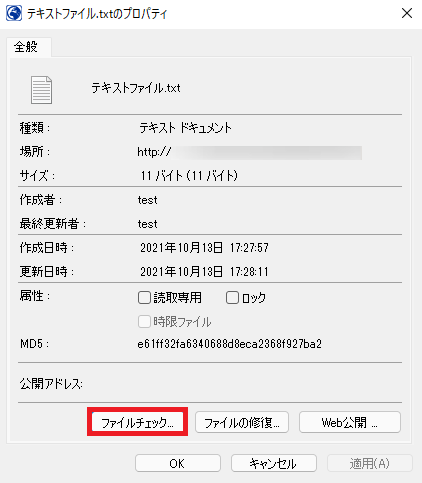 テキストファイル.txtのプロパティ
全般
テキストファイル.txt
種類 : テキスト ドキュメント
場所 : http://
サイズ : 11 バイト (11 バイト)
作成者 : test
最終更新者 : test
作成日時 : 2021年10月13日 17:27:57
更新日時 : 2021年10月13日 17:28:11
属性 : 読取専用 ロック
時限ファイル
MD5 : e61ff32fa6340688d8eca2368f927ba2
公開アドレス:
ファイルチェック... ファイルの修復... Web公開 ...
OK キャンセル 適用(A)